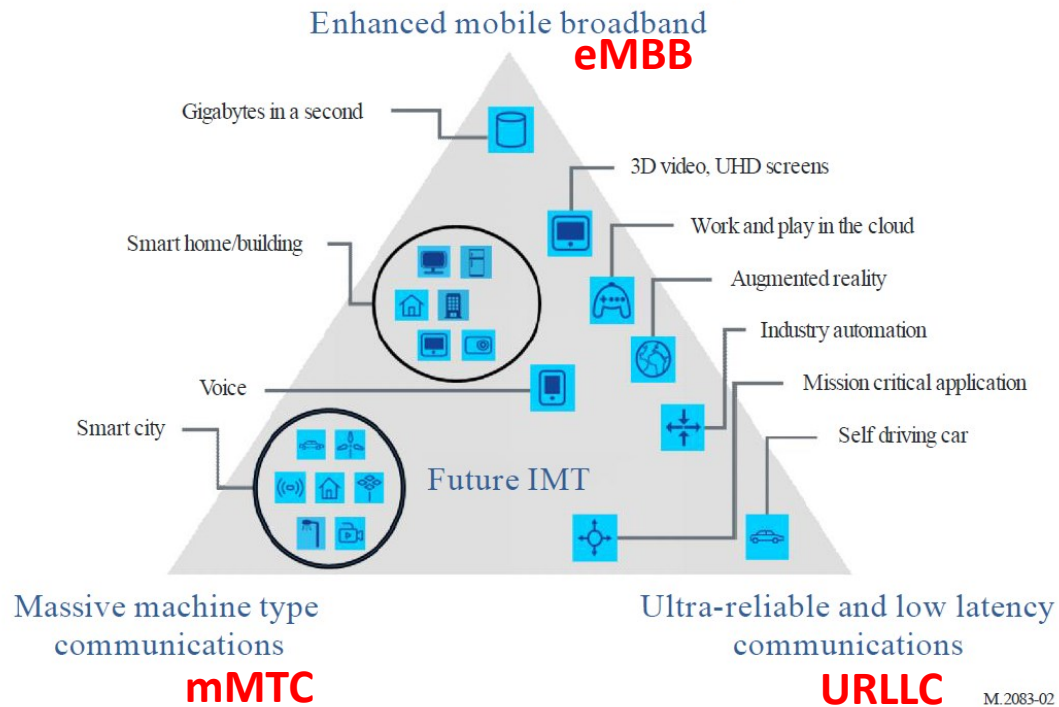 Enhanced mobile broadband
eMBB
Gigabytes in a second
3D video, UHD screens
Smart home/building
Work and play in the cloud
Augmented reality
Industry automation
Voice
Mission critical application
Smart city
Self driving car
Future IMT
Massive machine type
communications
mMTC
Ultra-reliable and low latency
communications
URLLC
M.2083-02